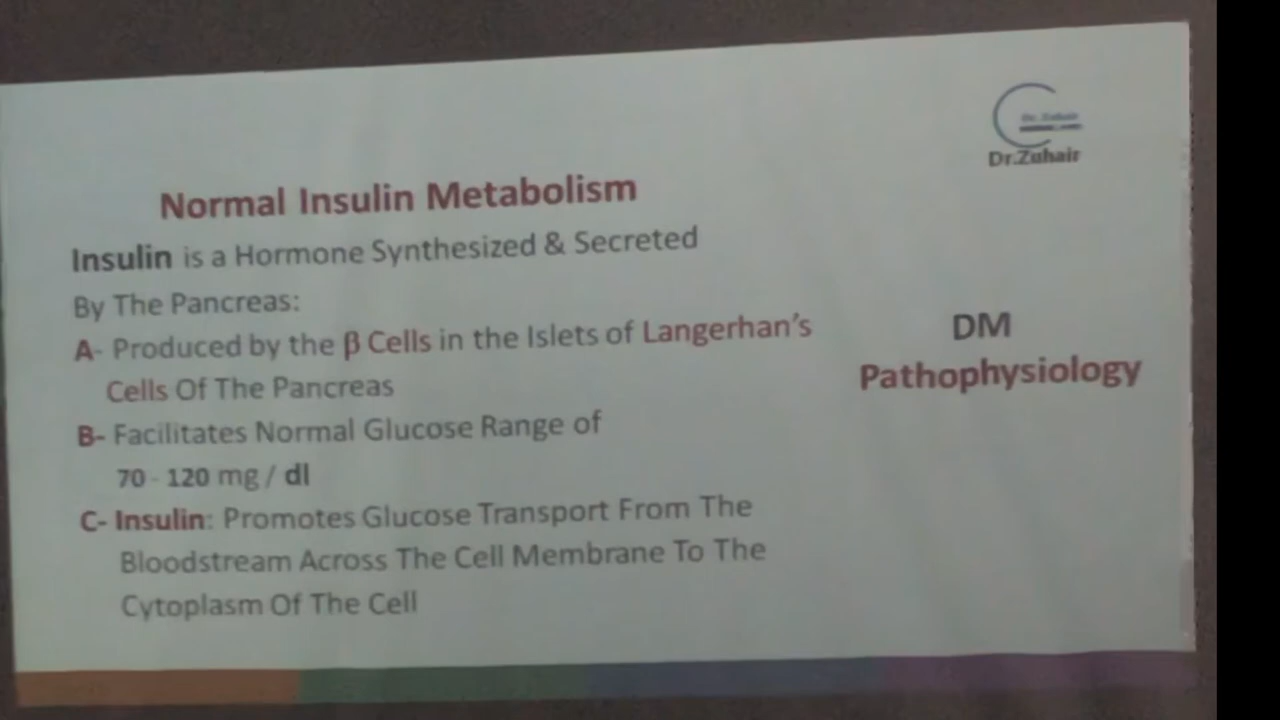 Dr. Zuhair
Dr.Zuhair
Normal Insulin Metabolism
Insulin is a Hormone Synthesized & Secreted
By The Pancreas:
A- Produced by the β Cells in the Islets of Langerhan's
Cells Of The Pancreas
B- Facilitates Normal Glucose Range of
70 - 120 mg / dl
C- Insulin: Promotes Glucose Transport From The
Bloodstream Across The Cell Membrane To The
Cytoplasm Of The Cell
DM
Pathophysiology